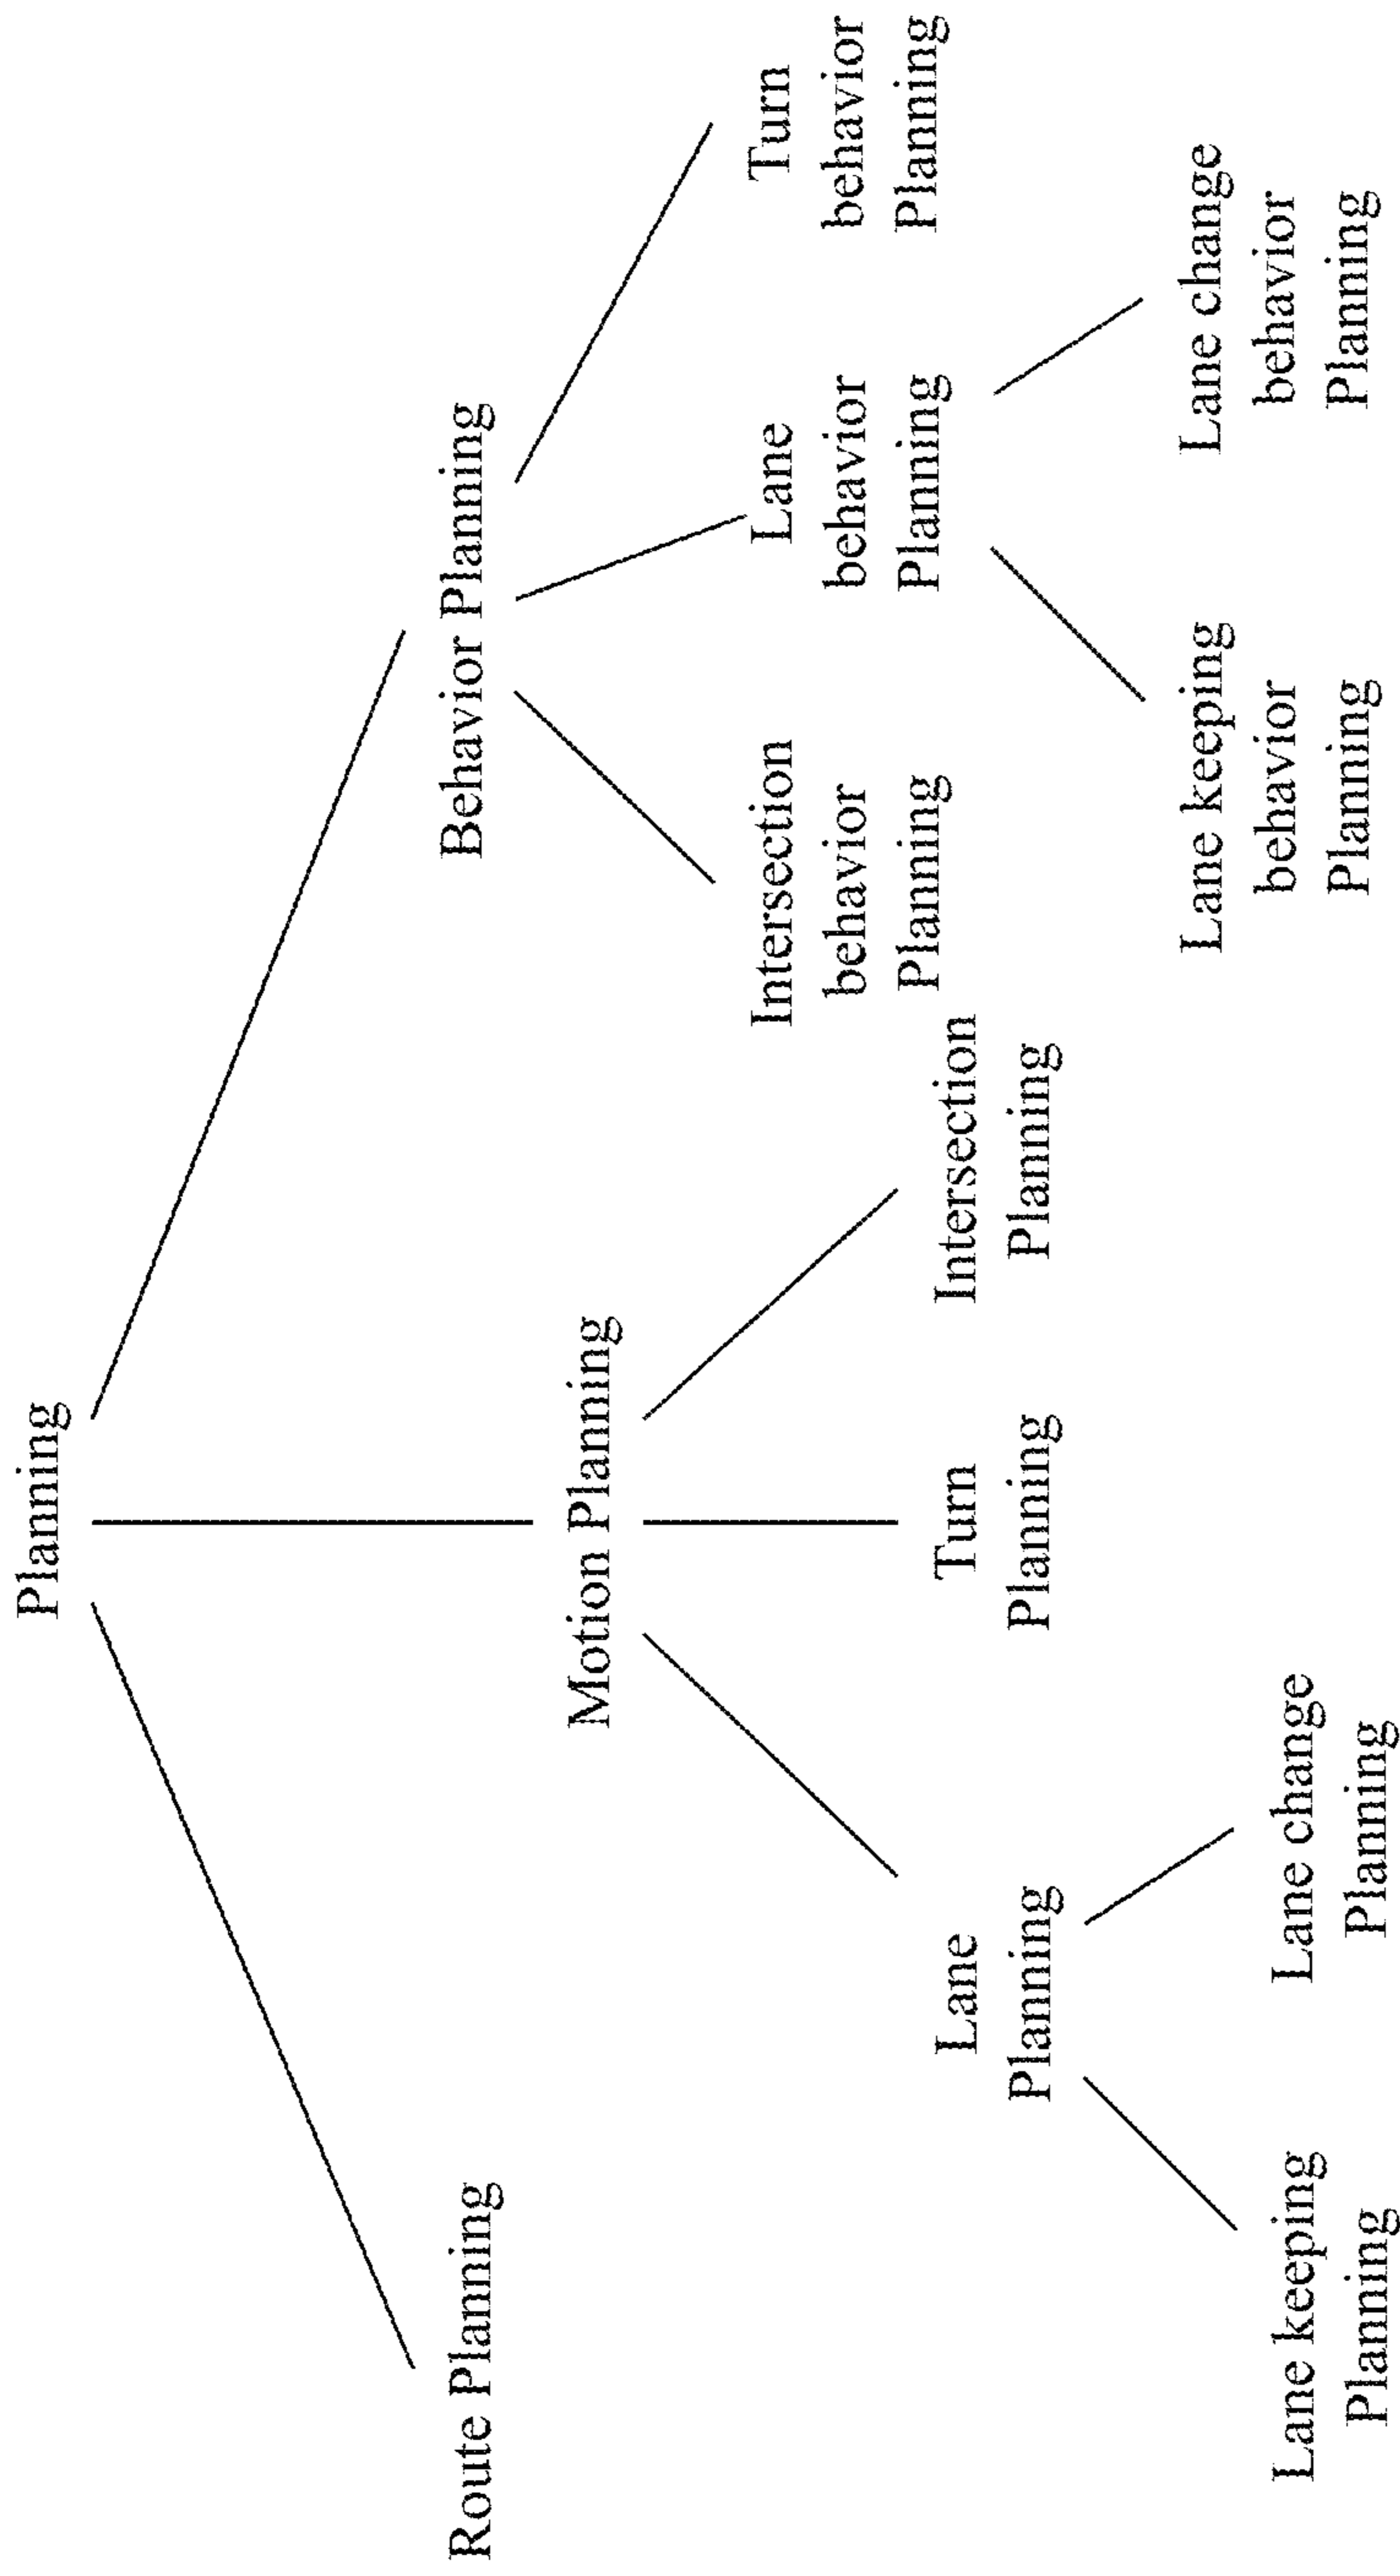 Planning
Route Planning
Motion Planning
Behavior Planning
Lane
Planning
Turn
Planning
Intersection
Planning
Intersection
behavior
Planning
Lane
behavior
Planning
Turn
behavior
Planning
Lane keeping
Planning
Lane change
Planning
Lane keeping
behavior
Planning
Lane change
behavior
Planning